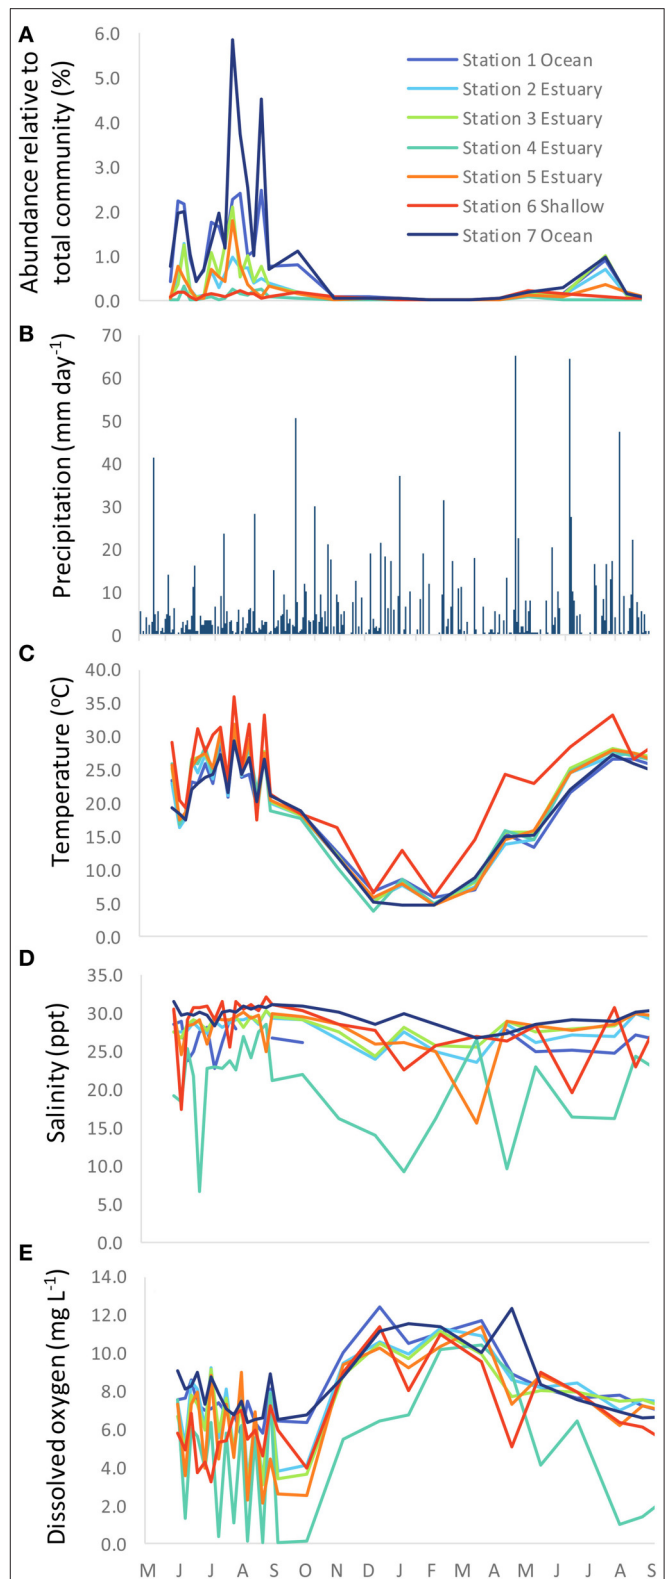 A
Abundance relative to
total community (%)
6.0
5.0
4.0
3.0
2.0
1.0
0.0
Station 1 Ocean
Station 2 Estuary
Station 3 Estuary
Station 4 Estuary
Station 5 Estuary
Station 6 Shallow
Station 7 Ocean
B
Precipitation (mm day-1)
70
60
50
40
30
20
10
0
C
Temperature (oC)
40.0
35.0
30.0
25.0
20.0
15.0
10.0
5.0
0.0
D
Salinity (ppt)
35.0
30.0
25.0
20.0
15.0
10.0
5.0
0.0
E
Dissolved oxygen (mg L-1)
14.0
12.0
10.0
8.0
6.0
4.0
2.0
0.0
M J J A S O N D J F M A M J J A S